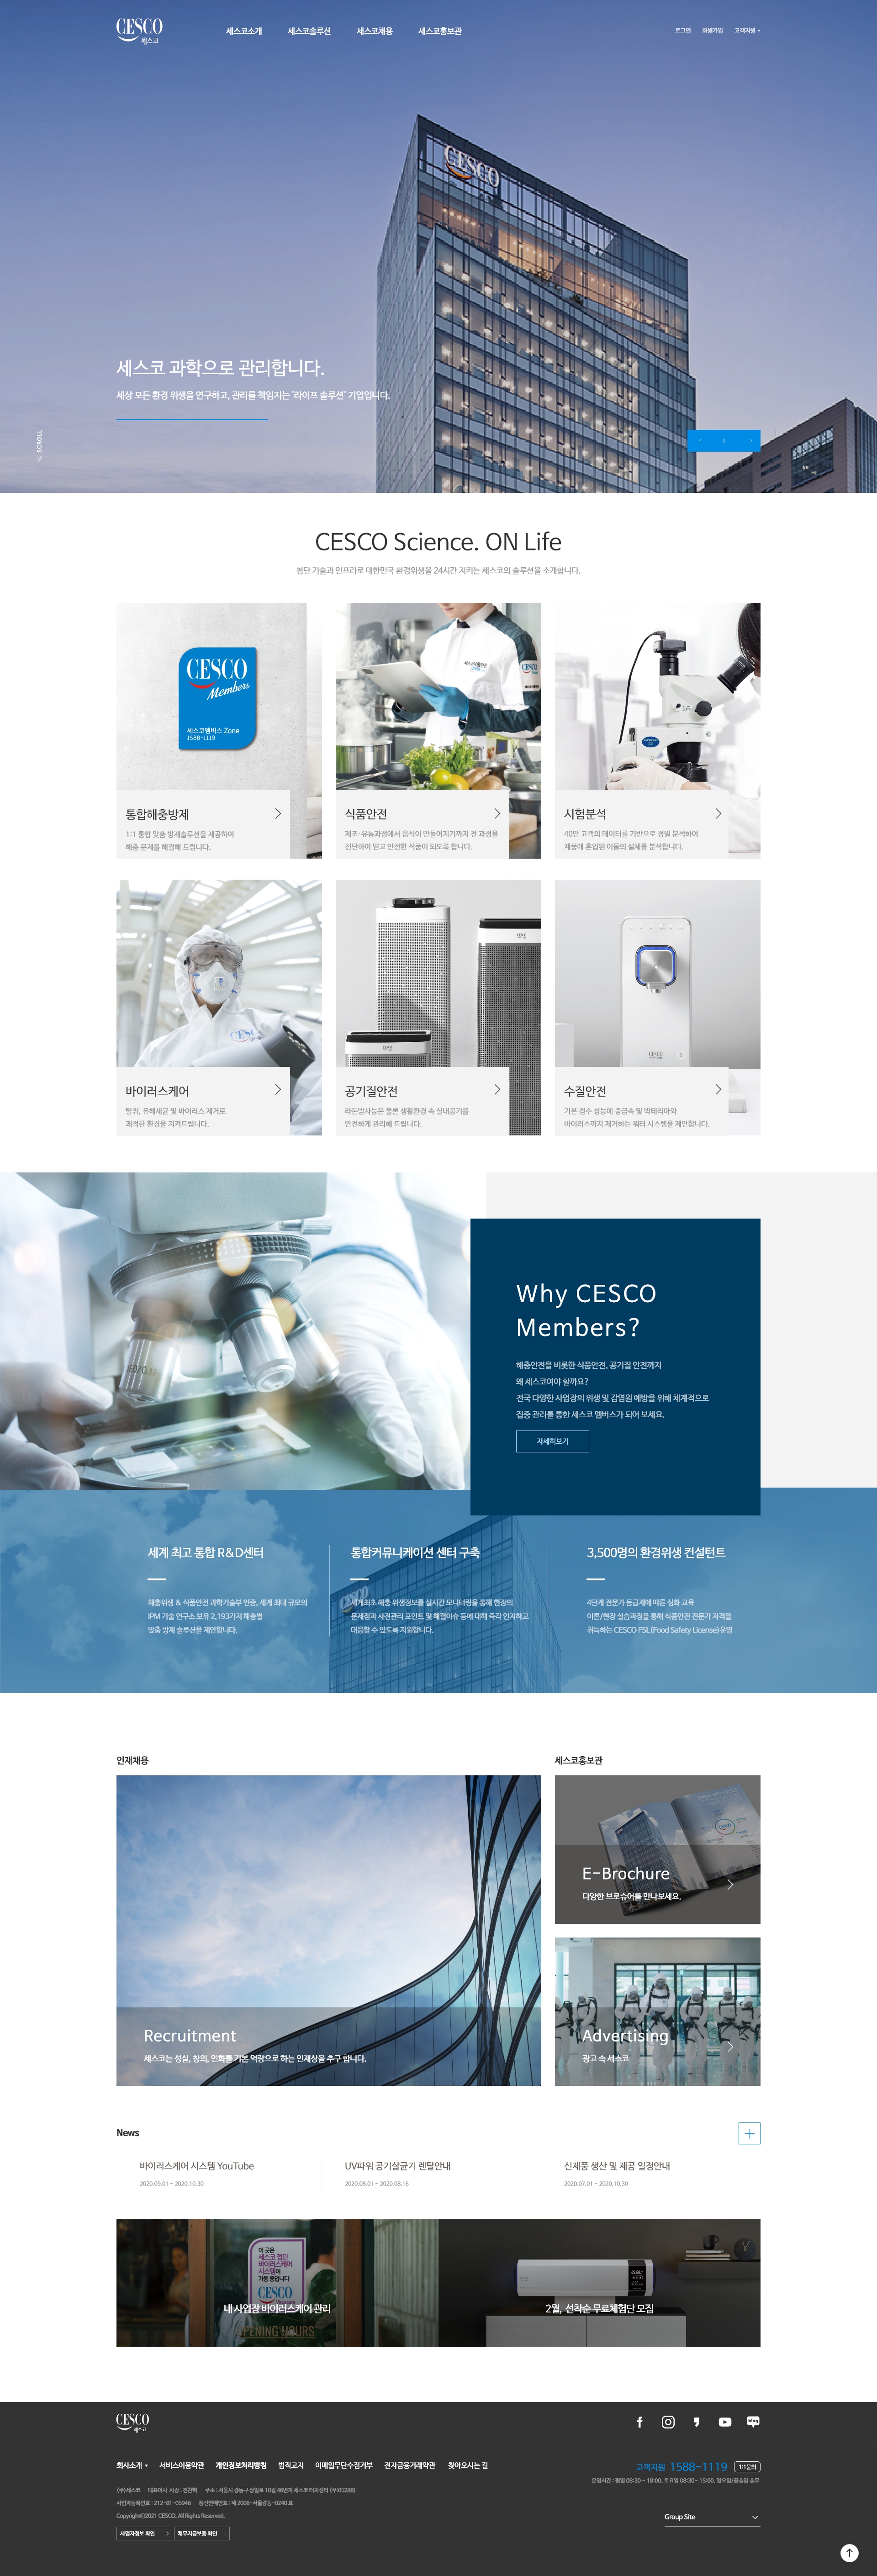 CESCO
세스코
세스코소개
세스코솔루션
세스코채용
세스코홍보관
로그인
회원가입
고객지원
CESCO
세스코 과학으로 관리합니다.
세상 모든 환경 위생을 연구하고, 관리를 책임지는 '라이프 솔루션' 기업입니다.
SCROLL
CESCO Science. ON Life
첨단 기술과 인프라로 대한민국 환경위생을 24시간 지키는 세스코의 솔루션을 소개합니다.
CESCO
Members
세스코멤버스 Zone
1588-1119
통합해충방제
1:1 통합 맞춤 방제솔루션을 제공하여
해충 문제를 해결해 드립니다.
식품안전
제조·유통과정에서 음식이 만들어지기까지 전 과정을
진단하여 믿고 안전한 식품이 되도록 합니다.
시험분석
40만 고객의 데이터를 기반으로 정밀 분석하여
제품에 혼입된 이물의 실체를 분석합니다.
CESCO
바이러스케어
탈취, 유해세균 및 바이러스 제거로
쾌적한 환경을 지켜드립니다.
CESCO
CESCO
공기질안전
라돈방사능은 물론 생활환경 속 실내공기를
안전하게 관리해 드립니다.
CESCO
수질안전
기본 정수 성능에 중금속 및 박테리아와
바이러스까지 제거하는 워터 시스템을 제안합니다.
Why CESCO
Members?
해충안전을 비롯한 식품안전, 공기질 안전까지
왜 세스코여야 할까요?
전국 다양한 사업장의 위생 및 감염원 예방을 위해 체계적으로
집중 관리를 통한 세스코 멤버스가 되어 보세요.
자세히보기
세계 최고 통합 R&D센터
해충위생 & 식품안전 과학기술부 인증, 세계 최대 규모의
IPM 기술 연구소 보유 2,193가지 해충별
맞춤 방제 솔루션을 제안합니다.
통합커뮤니케이션 센터 구축
세계최초 해충 위생정보를 실시간 모니터링을 통해 현장의
문제점과 사전관리 포인트 및 해결이슈 등에 대해 즉각 인지하고
대응할 수 있도록 지원합니다.
3,500명의 환경위생 컨설턴트
4단계 전문가 등급제에 따른 심화 교육
이론/현장 실습과정을 통해 식품안전 전문가 자격을
취득하는 CESCO FSL(Food Safety License)운영
인재채용
Recruitment
세스코는 성실, 창의, 인화를 기본 역량으로 하는 인재상을 추구 합니다.
세스코홍보관
E-Brochure
다양한 브로슈어를 만나보세요.
Advertising
광고 속 세스코
News
바이러스케어 시스템 YouTube
2020.09.01 ~ 2020.10.30
UV파워 공기살균기 렌탈안내
2020.08.01 ~ 2020.08.16
신제품 생산 및 제공 일정안내
2020.07.01 ~ 2020.10.30
이 곳은
세스코 첨단
바이러스케어
시스템이
가동 중입니다
CESCO
내 사업장 바이러스케어 관리
OPENING HOURS
2월, 선착순 무료체험단 모집
CESCO
세스코
blog
회사소개
서비스이용약관
개인정보처리방침
법적고지
이메일무단수집거부
전자금융거래약관
찾아오시는 길
고객지원 1588-1119 1:1문의
운영시간 : 평일 08:30 ~ 18:00, 토요일 08:30~ 15:00, 일요일/공휴일 휴무
(주)세스코 대표이사 사장 : 전찬혁 주소 : 서울시 강동구 상일로 10길 46번지 세스코 터치센터 (우:05288)
사업자등록번호 : 212-81-05946 통신판매번호 : 제 2008-서울강동-0240 호
Copyright©2021 CESCO. All Rights Reserved.
사업자정보 확인
채무지급보증 확인
Group Site